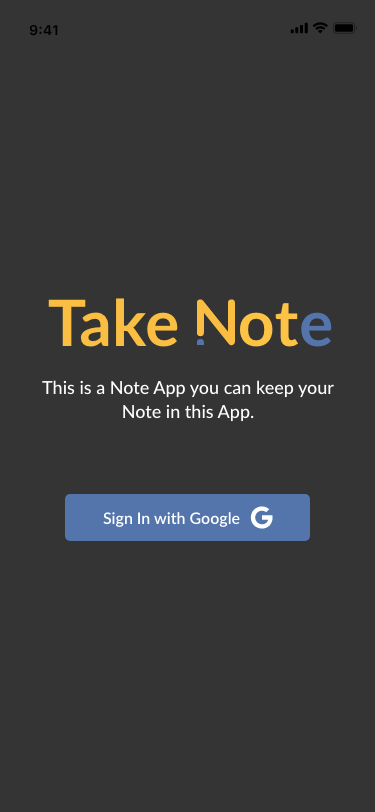 9:41
Take Note
This is a Note App you can keep your
Note in this App.
Sign In with Google